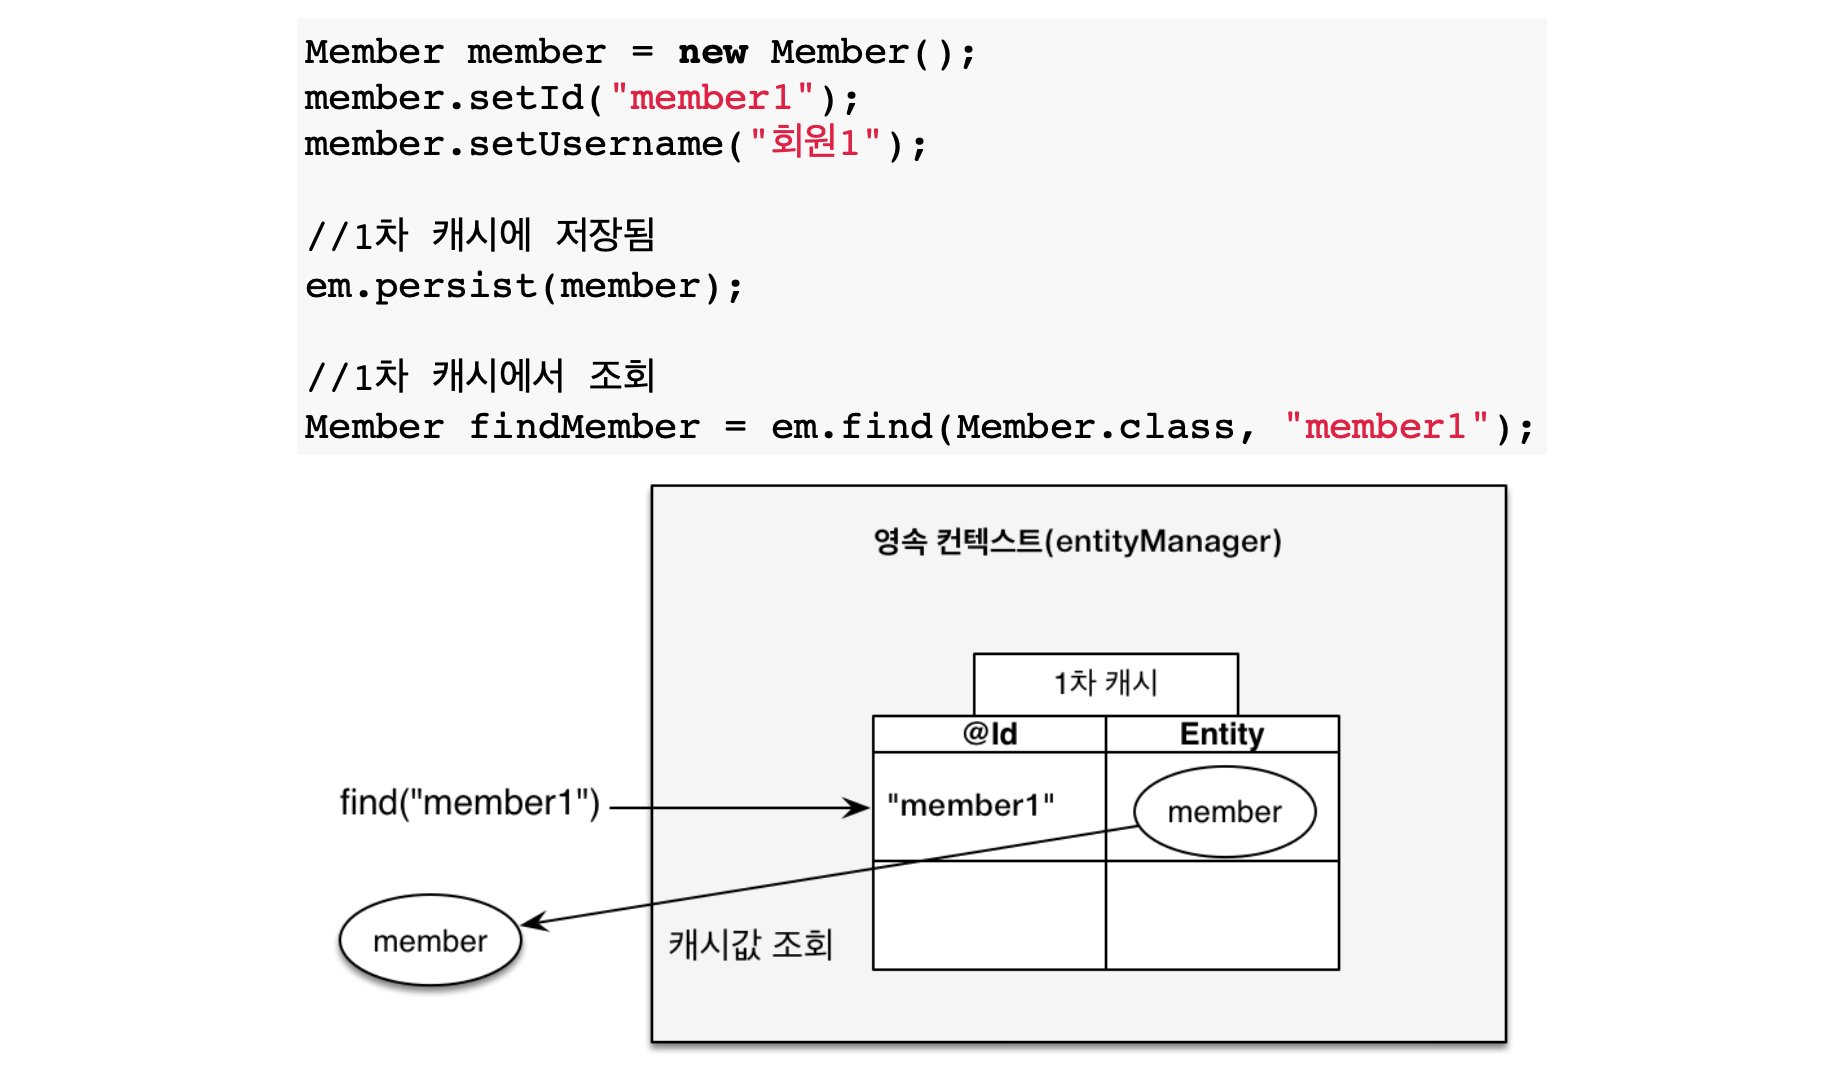 Member member = new Member();
member.setId("member1");
member.setUsername("회원1");
//1차 캐시에 저장됨
em.persist(member);
//1차 캐시에서 조회
Member findMember = em.find(Member.class, "member1");
영속 컨텍스트(entityManager)
1차 캐시
@Id Entity
find("member1") "member1" member
member
캐시값 조회